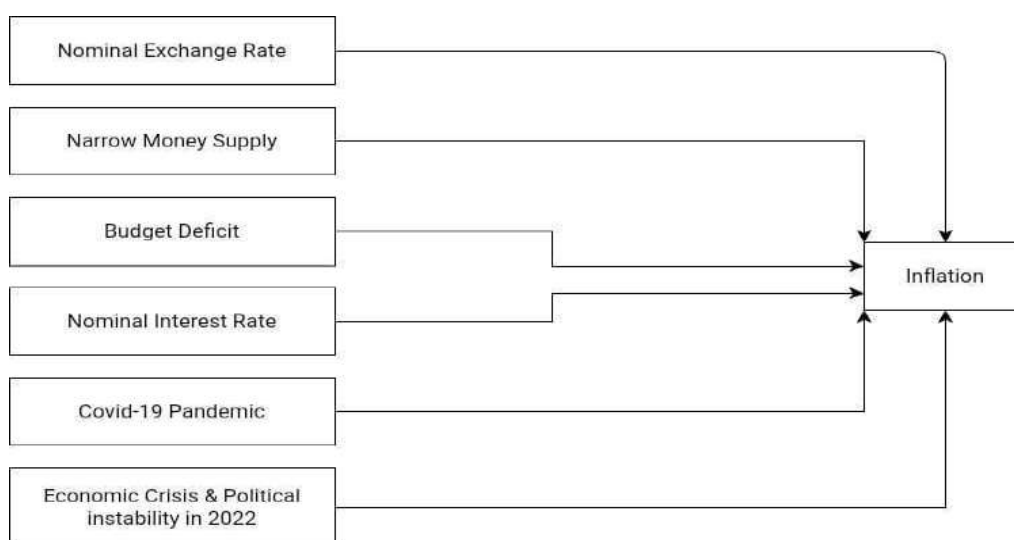 Nominal Exchange Rate
Narrow Money Supply
Budget Deficit
Inflation
Nominal Interest Rate
Covid-19 Pandemic
Economic Crisis & Political
instability in 2022